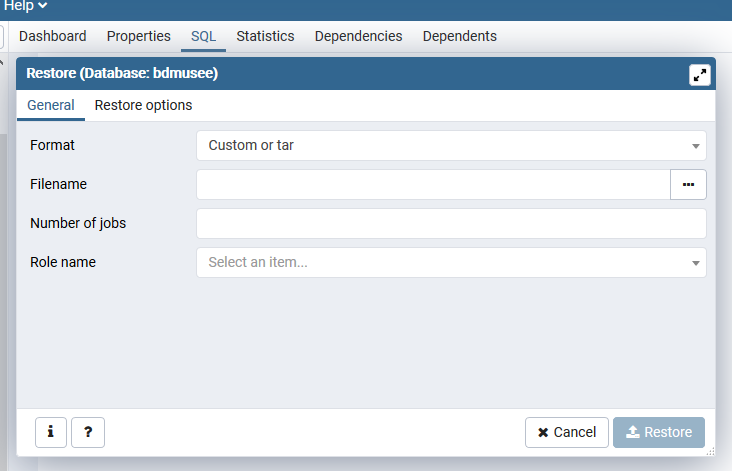 Help
Dashboard Properties SQL Statistics Dependencies Dependents
Restore (Database: bdmusee)
General Restore options
Format Custom or tar
Filename
Number of jobs
Role name Select an item...
i ? Cancel Restore